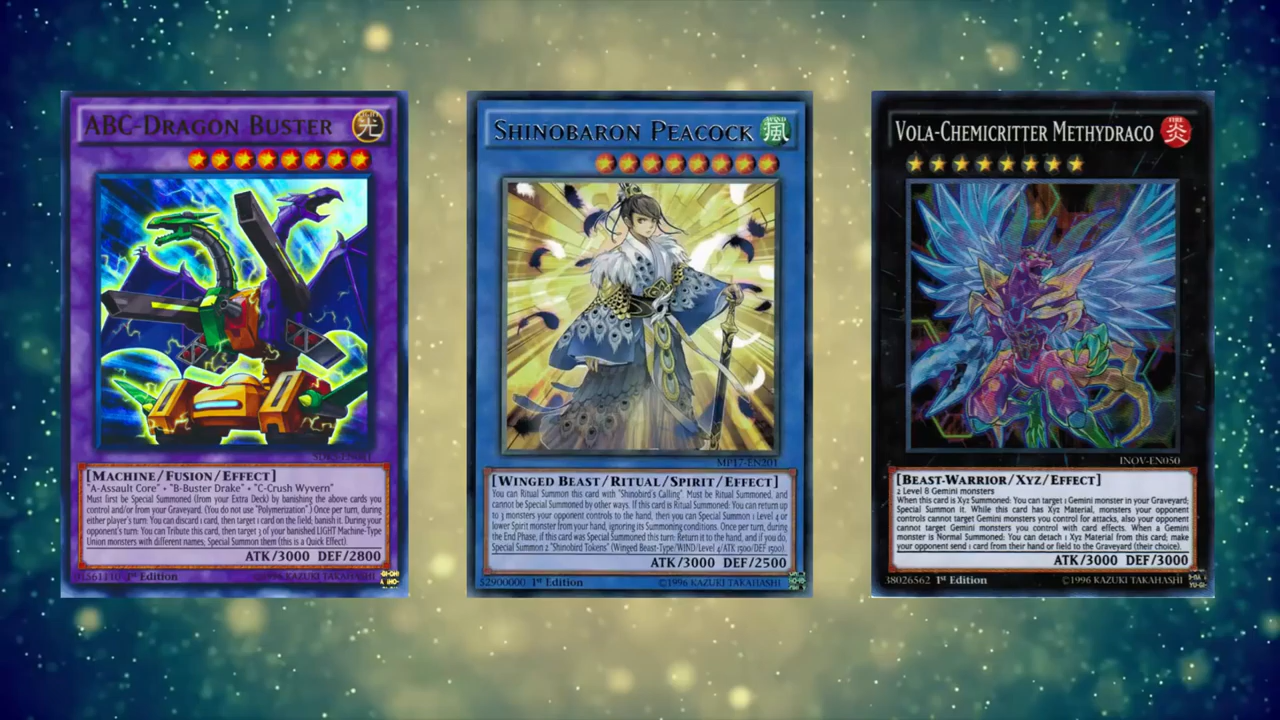 ABC-Dragon Buster
LIGHT
光
[Machine/Fusion/Effect]
"A-Assault Core" + "B-Buster Drake" + "C-Crush Wyvern"
Must first be Special Summoned (from your Extra Deck) by banishing the above cards you
control and/or from your Graveyard. (You do not use "Polymerization".) Once per turn, during
either player's turn: You can discard 1 card, then target 1 card on the field; banish it. During your
opponent's turn: You can Tribute this card, then target 3 of your banished LIGHT Machine-Type
Union monsters with different names; Special Summon them (this is a Quick Effect).
ATK/3000 DEF/2800
1st Edition
©1996 KAZUKI TAKAHASHI
Shinobaron Peacock
WIND
風
MP17-EN201
[Winged Beast/Ritual/Spirit/Effect]
You can Ritual Summon this card with "Shinobird's Calling". Must be Ritual Summoned, and
cannot be Special Summoned by other ways. If this card is Ritual Summoned: You can return up
to 3 monsters your opponent controls to the hand, then you can Special Summon 1 Level 4 or
lower Spirit monster from your hand, ignoring its Summoning conditions. Once per turn, during
the End Phase, if this card was Special Summoned this turn: Return it to the hand, and if you do,
Special Summon 2 "Shinobird Tokens" (Winged Beast-Type/WIND/Level 4/ATK 1500/DEF 1500).
ATK/3000 DEF/2500
52900000 1st Edition
©1996 KAZUKI TAKAHASHI
Vola-Chemicritter Methydraco
FIRE
炎
INOV-EN050
[Beast-Warrior/Xyz/Effect]
2 Level 8 Gemini monsters
When this card is Xyz Summoned: You can target 1 Gemini monster in your Graveyard;
Special Summon it. While this card has Xyz Material, monsters your opponent
controls cannot target Gemini monsters you control for attacks, also your opponent
cannot target Gemini monsters you control with card effects. When a Gemini
monster is Normal Summoned: You can detach 1 Xyz Material from this card; make
your opponent send 1 card from their hand or field to the Graveyard (their choice).
ATK/3000 DEF/3000
38026562 1st Edition
©1996 KAZUKI TAKAHASHI